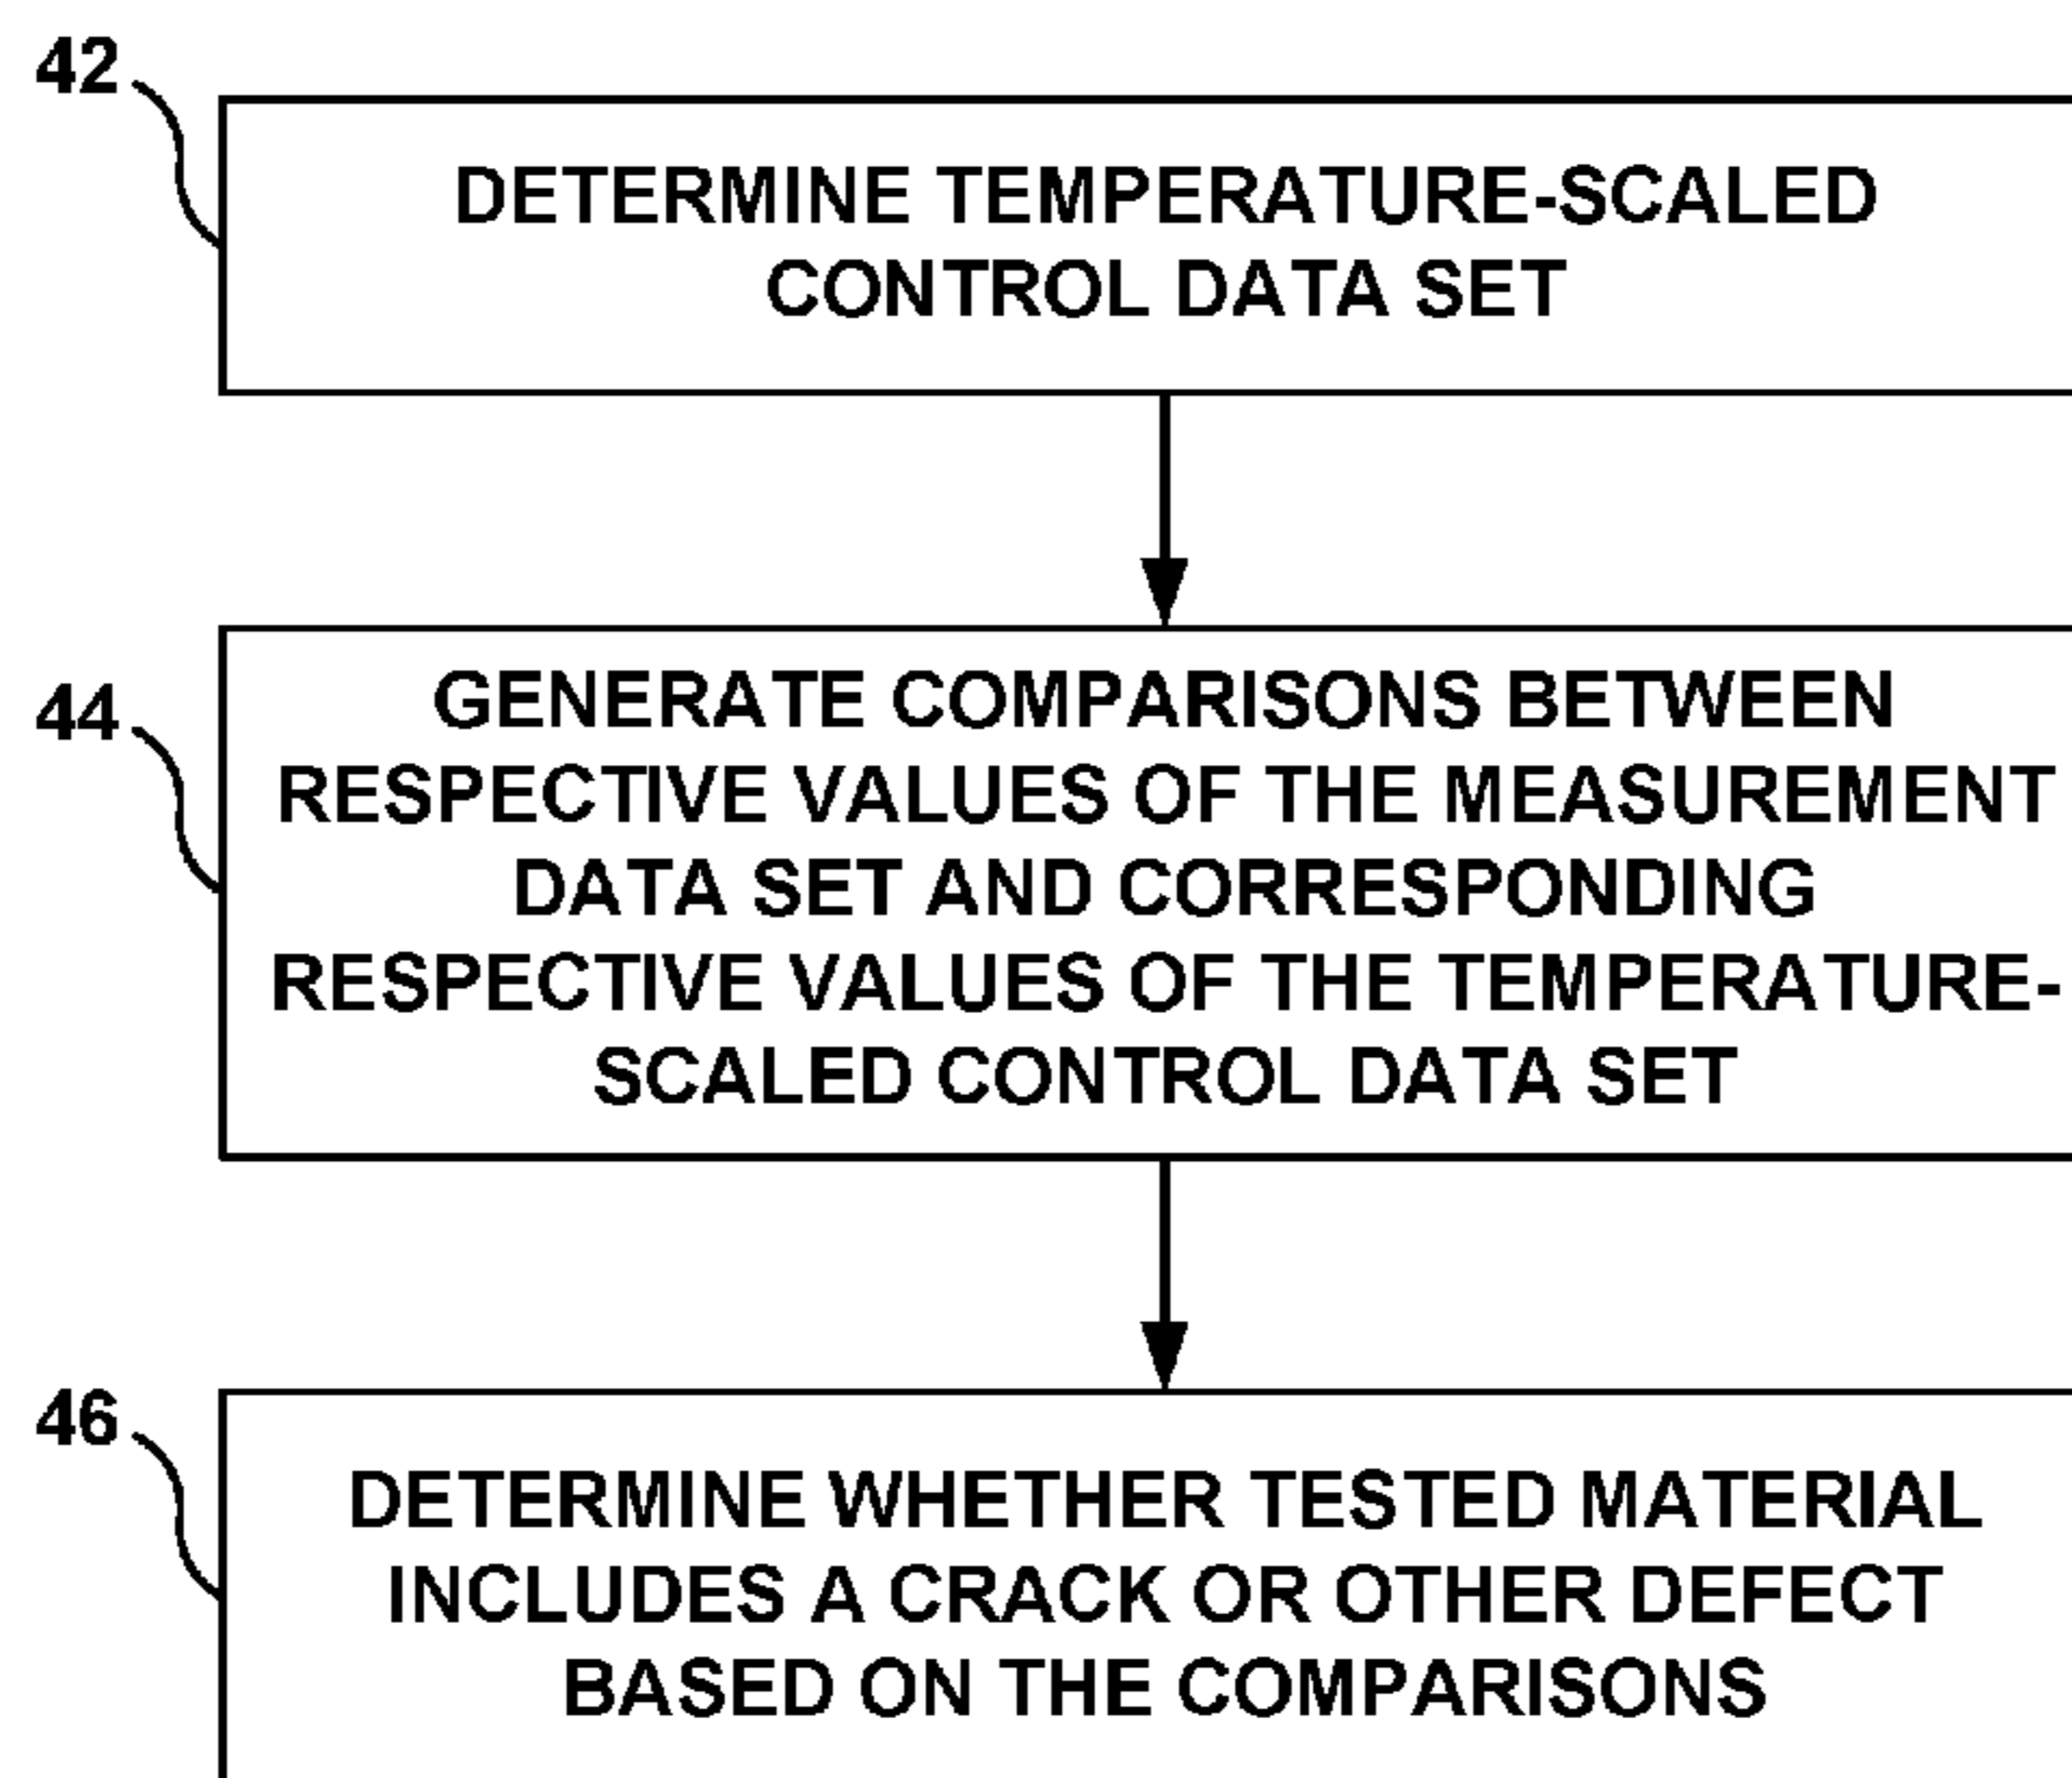 42
DETERMINE TEMPERATURE-SCALED
CONTROL DATA SET
44
GENERATE COMPARISONS BETWEEN
RESPECTIVE VALUES OF THE MEASUREMENT
DATA SET AND CORRESPONDING
RESPECTIVE VALUES OF THE TEMPERATURE-
SCALED CONTROL DATA SET
46
DETERMINE WHETHER TESTED MATERIAL
INCLUDES A CRACK OR OTHER DEFECT
BASED ON THE COMPARISONS